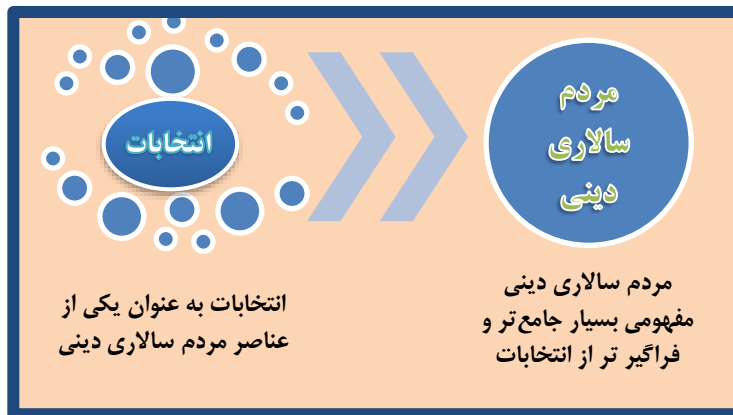 مردم
سالاری
دینی
انتخابات
مردم سالاری دینی
مفهومی بسیار جامع‌تر و
فراگیر تر از انتخابات
انتخابات به عنوان یکی از
عناصر مردم سالاری دینی